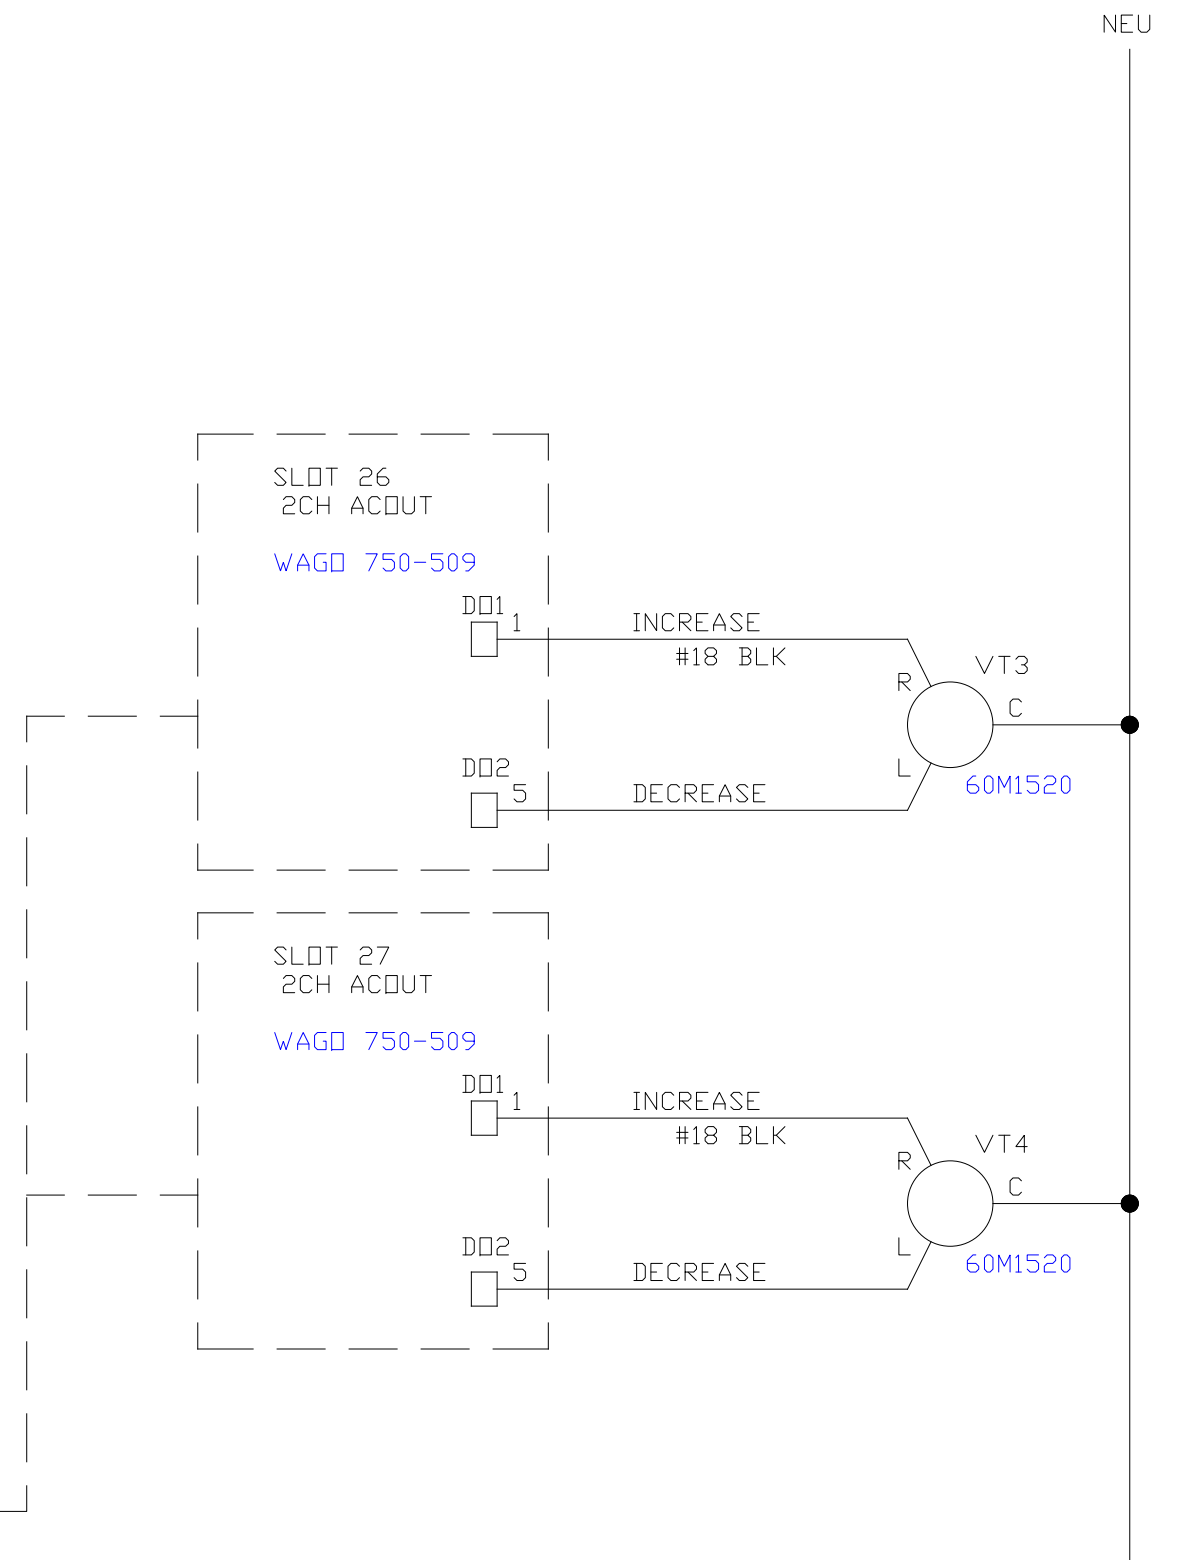 NEU
SLOT 26
2CH ACOUT
WAGO 750-509
DO1
1
INCREASE
#18 BLK
VT3
R
C
DO2
L
5
DECREASE
60M1520
SLOT 27
2CH ACOUT
WAGO 750-509
DO1
1
INCREASE
#18 BLK
VT4
R
C
DO2
L
5
DECREASE
60M1520